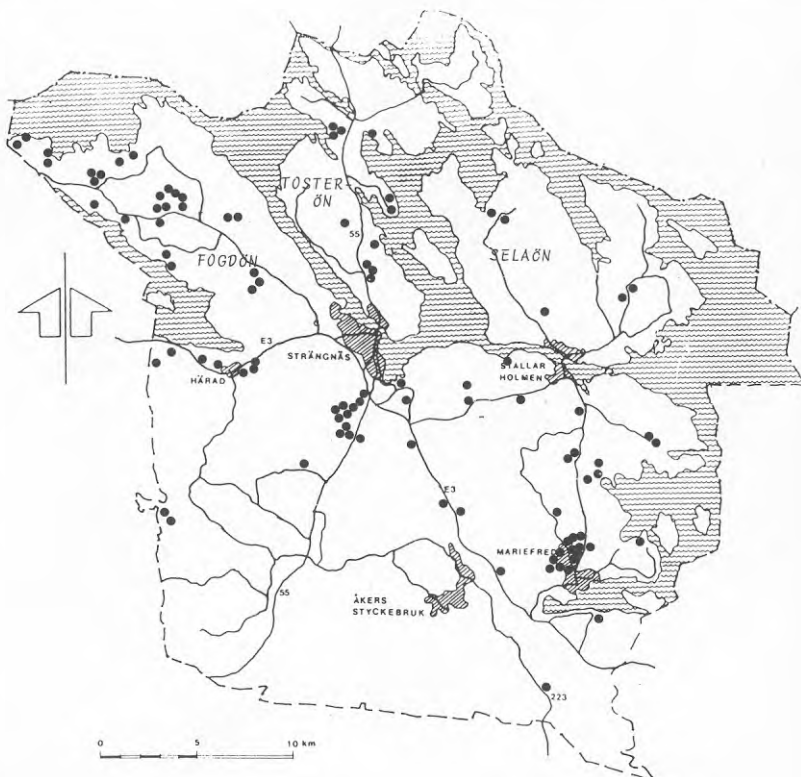 TOSTER-
ÖN
55
FOGDÖN
SELAÖN
E3
STRÄNGNÄS
HÄRAD
STALLAR
HOLMEN
E3
MARIEFRED
55
ÅKERS
STYCKEBRUK
223
0 5 10 km